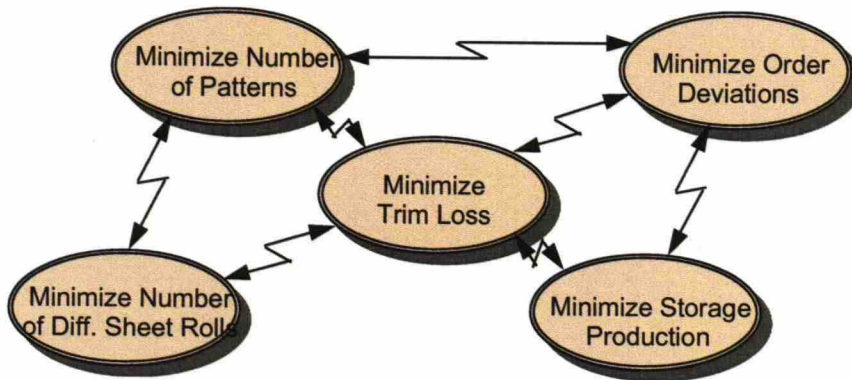 Minimize Number
of Patterns
Minimize Order
Deviations
Minimize
Trim Loss
Minimize Number
of Diff. Sheet Rolls
Minimize Storage
Production